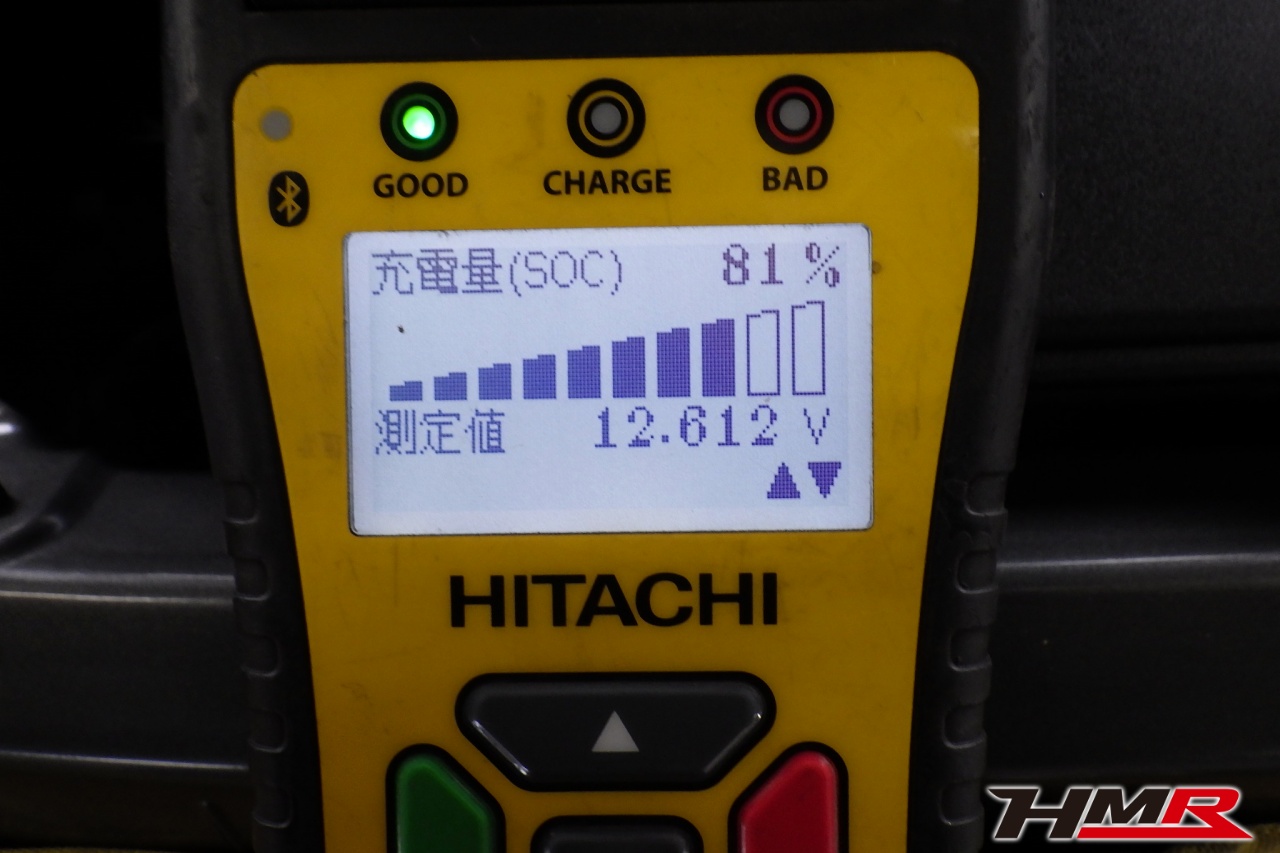 GOOD CHARGE BAD
充電量(SOC) 81 %
測定値 12.612 V
HITACHI
HMR